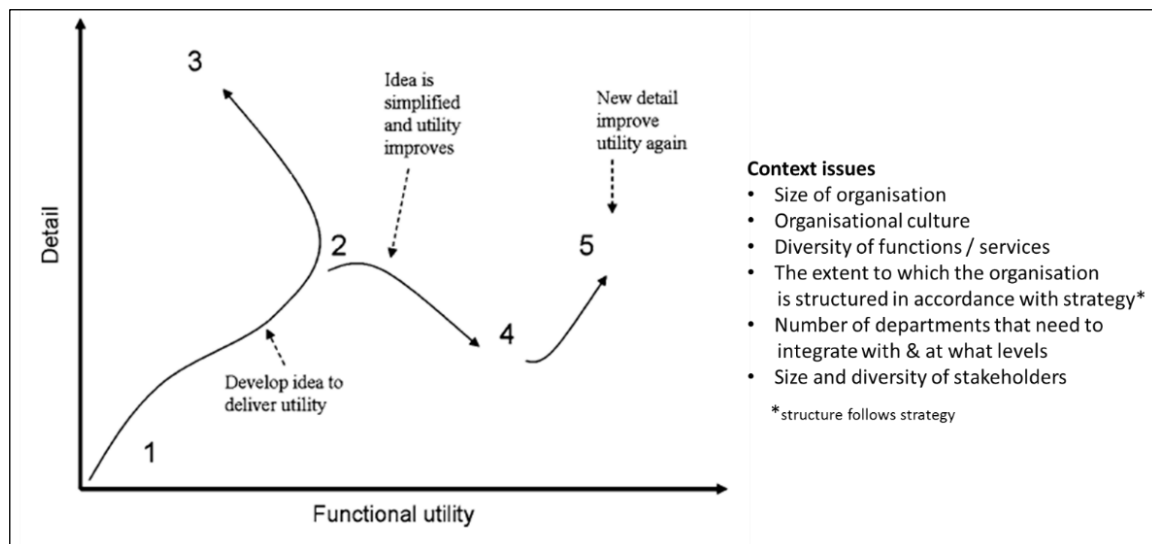 3
Idea is
simplified
and utility
improves
New detail
improve
utility again
Detail
2
5
4
Develop idea to
deliver utility
1
Functional utility
Context issues
• Size of organisation
• Organisational culture
• Diversity of functions / services
• The extent to which the organisation
is structured in accordance with strategy*
• Number of departments that need to
integrate with & at what levels
• Size and diversity of stakeholders
*structure follows strategy